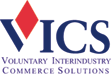 VICS
VOLUNTARY INTERINDUSTRY
COMMERCE SOLUTIONS